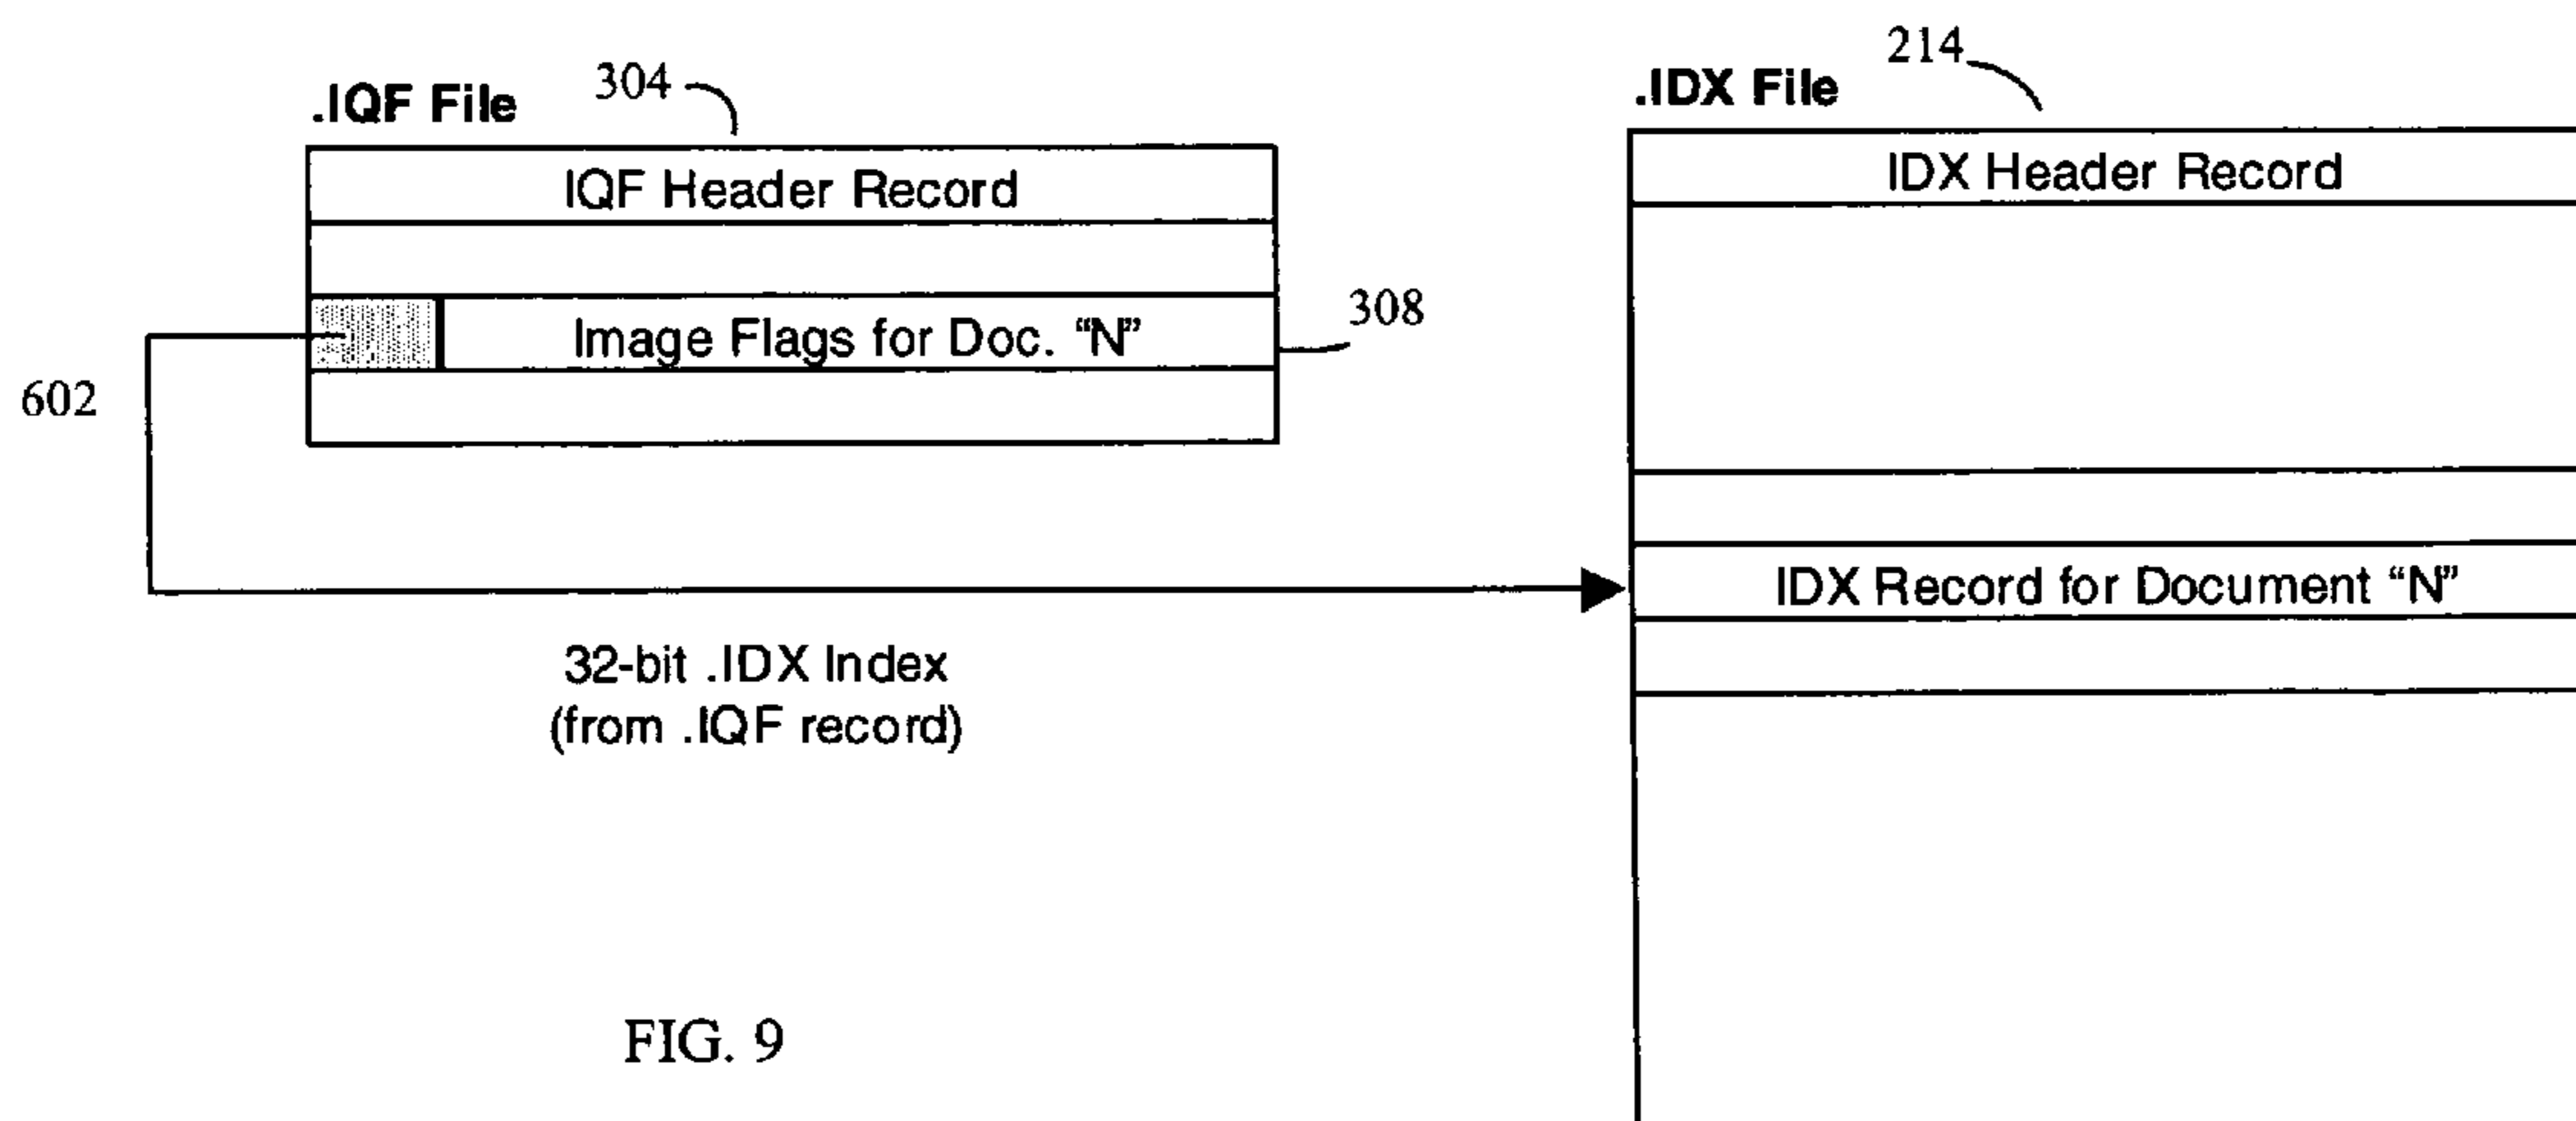 214
304
.IQF File
.IDX File
IQF Header Record
IDX Header Record
308
Image Flags for Doc. “N”
602
IDX Record for Document “N”
32-bit .IDX Index
(from .IQF record)
FIG. 9